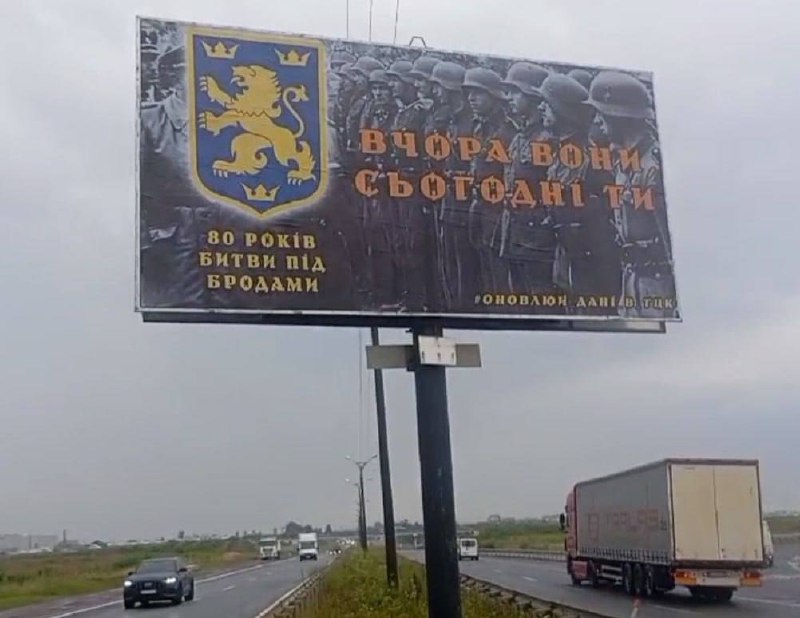 ВЧОРА ВОНИ
СЬОГОДНІ ТИ
80 РОКІВ
БИТВИ ПІД
БРОДАМИ
#ОНОВЛЮЙ ДАНІ В ТЦК